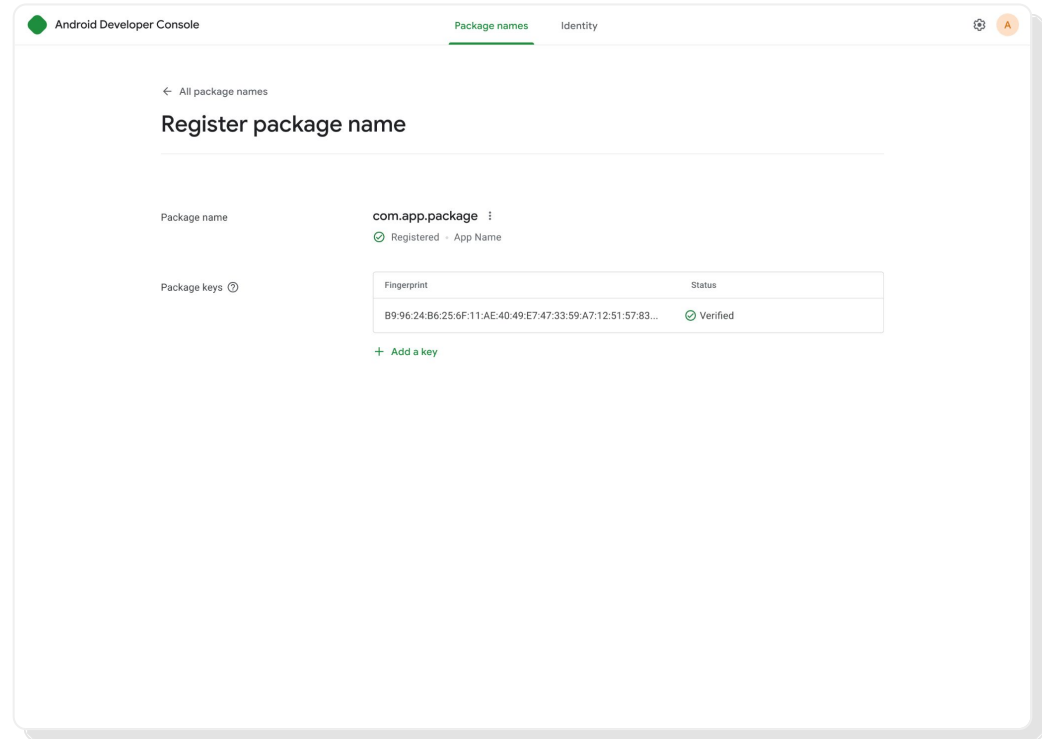 Android Developer Console
Package names
Identity
A
← All package names
Register package name
Package name
com.app.package
Registered • App Name
Package keys
Fingerprint
Status
B9:96:24:B6:25:6F:11:AE:40:49:E7:47:33:59:A7:12:51:57:83...
Verified
+ Add a key